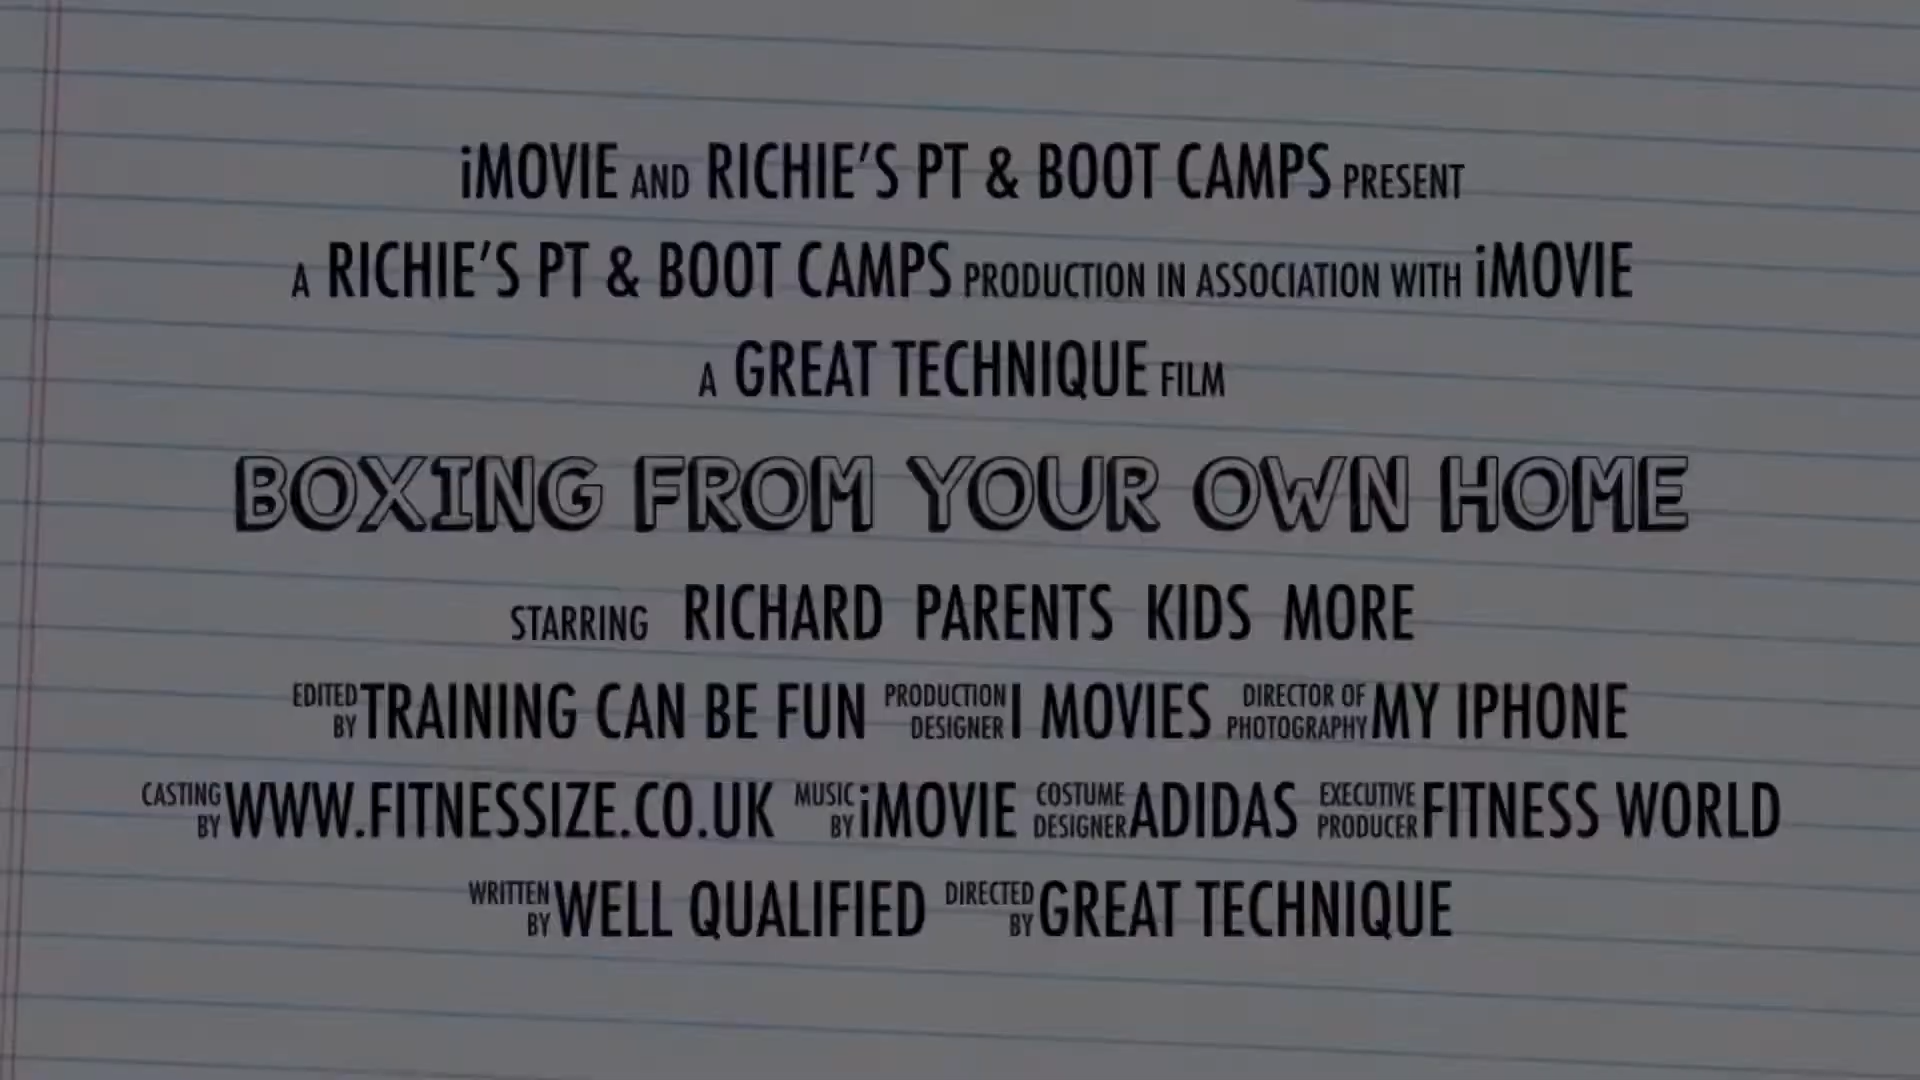 iMOVIE AND RICHIE'S PT & BOOT CAMPS PRESENT
A RICHIE'S PT & BOOT CAMPS PRODUCTION IN ASSOCIATION WITH iMOVIE
A GREAT TECHNIQUE FILM
BOXING FROM YOUR OWN HOME
STARRING RICHARD PARENTS KIDS MORE
EDITED BY TRAINING CAN BE FUN PRODUCTION DESIGNER I MOVIES DIRECTOR OF PHOTOGRAPHY MY IPHONE
CASTING BY WWW.FITNESSIZE.CO.UK MUSIC BY iMOVIE COSTUME DESIGNER ADIDAS EXECUTIVE PRODUCER FITNESS WORLD
WRITTEN BY WELL QUALIFIED DIRECTED BY GREAT TECHNIQUE